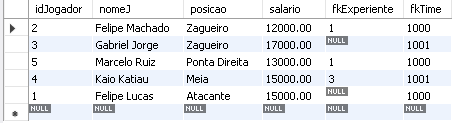 idJogador nomeJ posicao salario fkExperiente fkTime
2 Felipe Machado Zagueiro 12000.00 1 1000
3 Gabriel Jorge Zagueiro 17000.00 NULL 1001
5 Marcelo Ruiz Ponta Direita 13000.00 1 1000
4 Kaio Katiau Meia 15000.00 3 1001
1 Felipe Lucas Atacante 15000.00 NULL 1000
NULL NULL NULL NULL NULL NULL